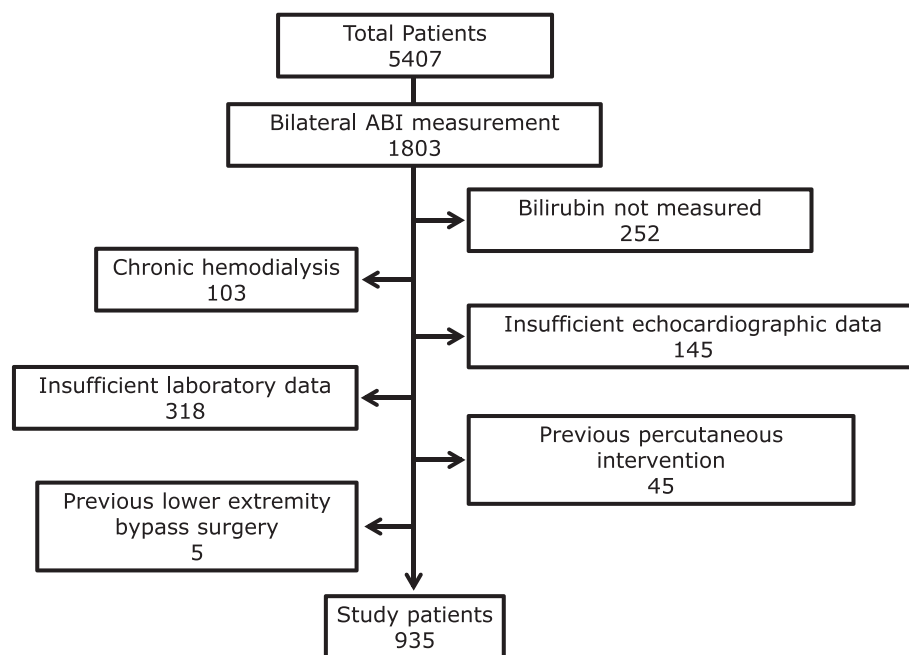 Total Patients
5407
Bilateral ABI measurement
1803
Bilirubin not measured
252
Chronic hemodialysis
103
Insufficient echocardiographic data
145
Insufficient laboratory data
318
Previous percutaneous
intervention
45
Previous lower extremity
bypass surgery
5
Study patients
935